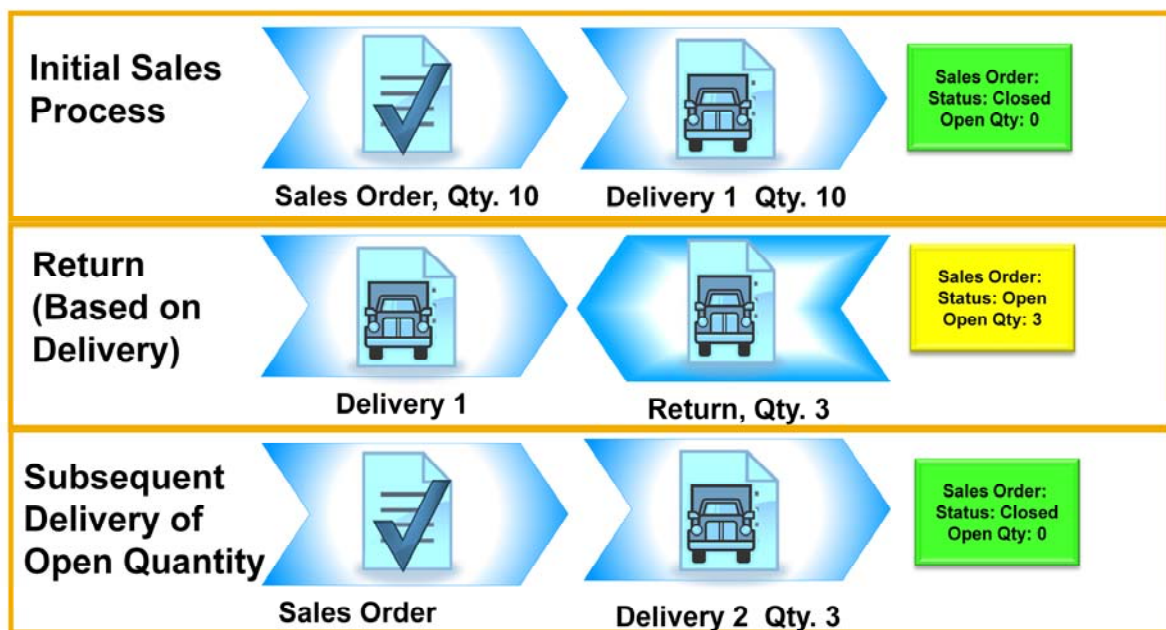 Initial Sales
Process
Sales Order, Qty. 10
Delivery 1  Qty. 10
Sales Order:
Status: Closed
Open Qty: 0
Return
(Based on
Delivery)
Delivery 1
Return, Qty. 3
Sales Order:
Status: Open
Open Qty: 3
Subsequent
Delivery of
Open Quantity
Sales Order
Delivery 2  Qty. 3
Sales Order:
Status: Closed
Open Qty: 0